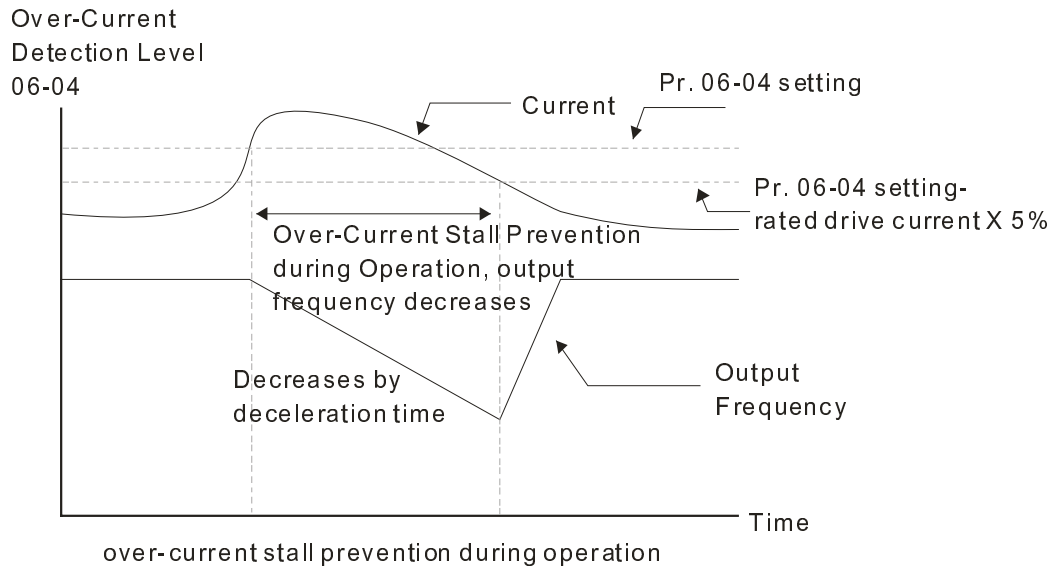 Over-Current
Detection Level
06-04
Pr. 06-04 setting
Current
Pr. 06-04 setting-
rated drive current X 5%
Over-Current Stall Prevention
during Operation, output
frequency decreases
Decreases by
deceleration time
Output
Frequency
Time
over-current stall prevention during operation